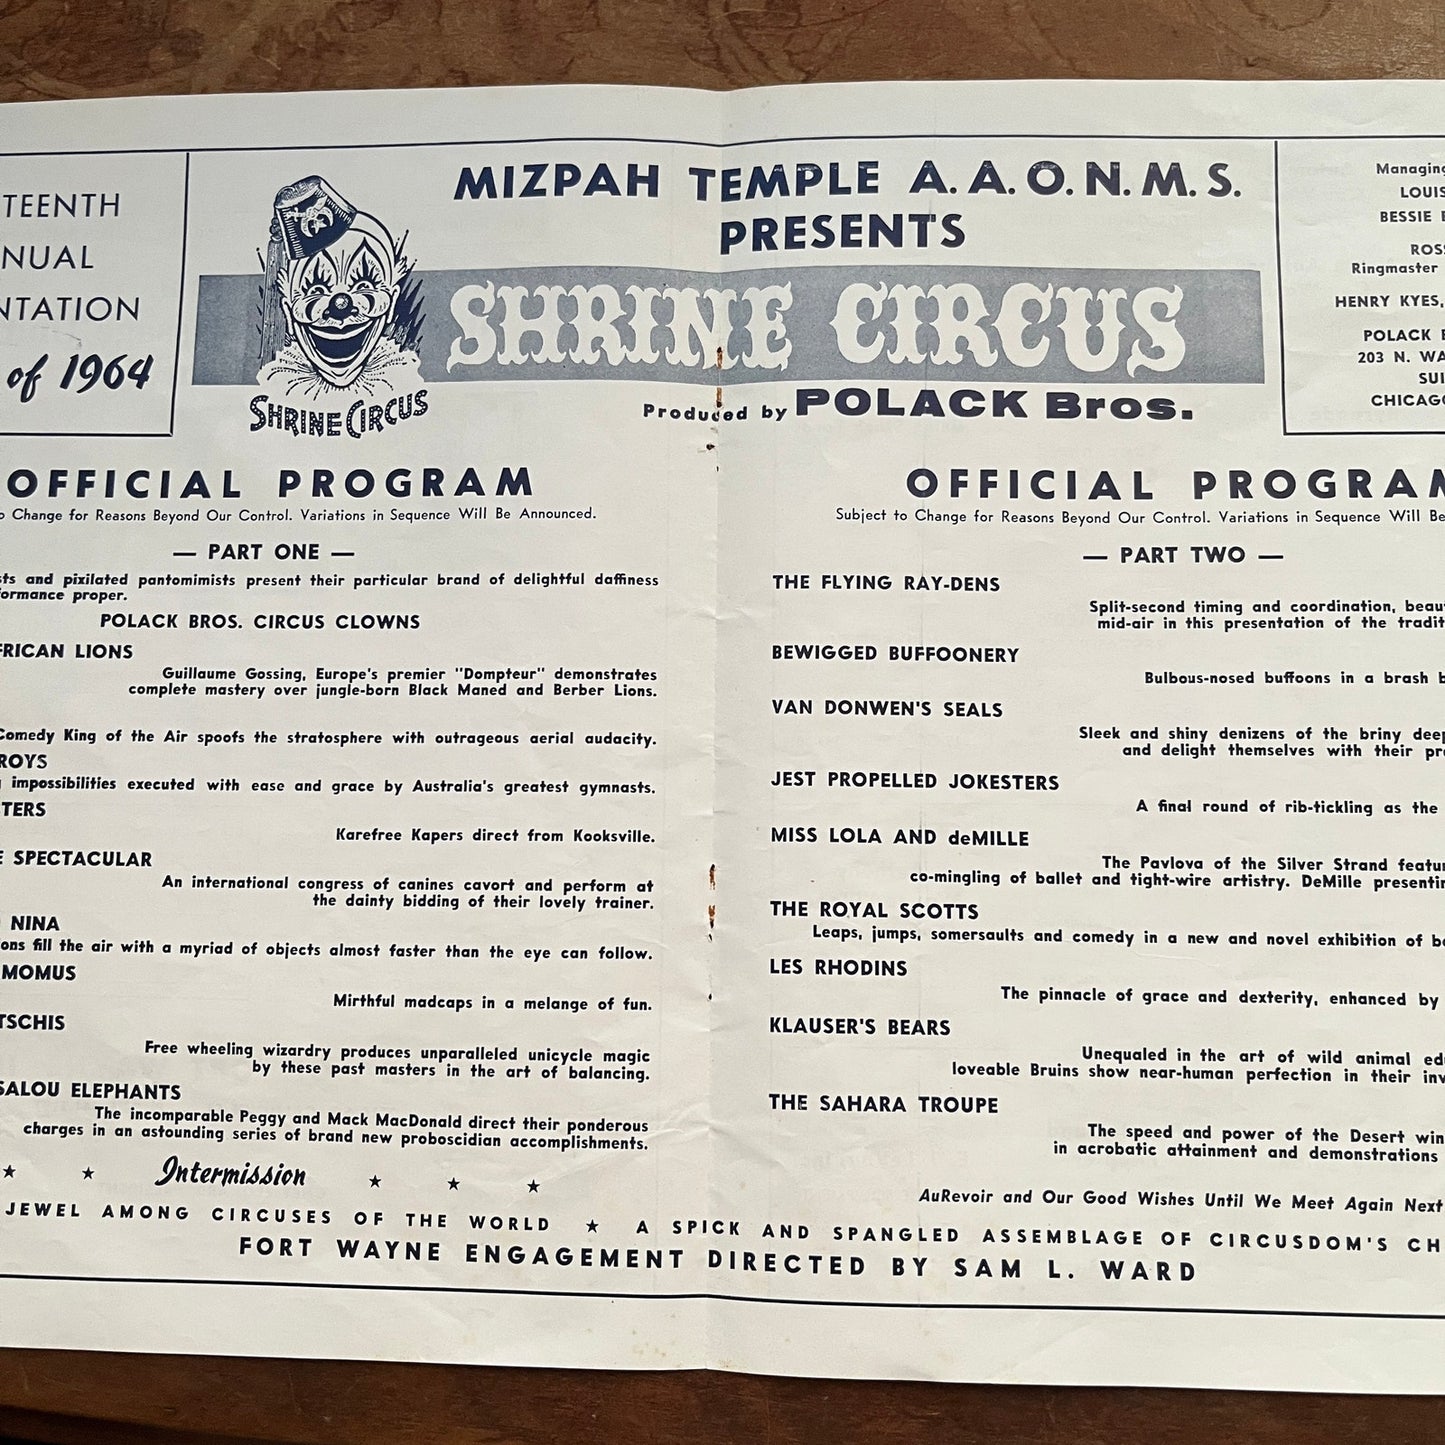 TEENTH
NUAL
NTATION
of 1964
SHRINE CIRCUS
MIZPAH TEMPLE A.A.O.N.M.S.
PRESENTS
SHRINE CIRCUS
Produced by POLACK Bros.
Managing
LOUIS
BESSIE
ROSS
Ringmaster
HENRY KYES,
POLACK
203 N. WA
SUI
CHICAGO
OFFICIAL PROGRAM
o Change for Reasons Beyond Our Control. Variations in Sequence Will Be Announced.
— PART ONE —
sts and pixilated pantomimists present their particular brand of delightful daffiness
ormance proper.
POLACK BROS. CIRCUS CLOWNS
FRICAN LIONS
Guillaume Gossing, Europe's premier "Dompteur" demonstrates
complete mastery over jungle-born Black Maned and Berber Lions.
Comedy King of the Air spoofs the stratosphere with outrageous aerial audacity.
ROYS
g impossibilities executed with ease and grace by Australia's greatest gymnasts.
TERS
Karefree Kapers direct from Kooksville.
E SPECTACULAR
An international congress of canines cavort and perform at
the dainty bidding of their lovely trainer.
NINA
ons fill the air with a myriad of objects almost faster than the eye can follow.
MOMUS
Mirthful madcaps in a melange of fun.
TSCHIS
Free wheeling wizardry produces unparalleled unicycle magic
by these past masters in the art of balancing.
SALOU ELEPHANTS
The incomparable Peggy and Mack MacDonald direct their ponderous
charges in an astounding series of brand new proboscidian accomplishments.
★ ★ Intermission ★ ★ ★
OFFICIAL PROGRAM
Subject to Change for Reasons Beyond Our Control. Variations in Sequence Will Be
— PART TWO —
THE FLYING RAY-DENS
Split-second timing and coordination, beau
mid-air in this presentation of the tradit
BEWIGGED BUFFOONERY
Bulbous-nosed buffoons in a brash b
VAN DONWEN'S SEALS
Sleek and shiny denizens of the briny deep
and delight themselves with their pr
JEST PROPELLED JOKESTERS
A final round of rib-tickling as the
MISS LOLA AND deMILLE
The Pavlova of the Silver Strand featur
co-mingling of ballet and tight-wire artistry. DeMille presentin
THE ROYAL SCOTTS
Leaps, jumps, somersaults and comedy in a new and novel exhibition of b
LES RHODINS
The pinnacle of grace and dexterity, enhanced by
KLAUSER'S BEARS
Unequaled in the art of wild animal ed
loveable Bruins show near-human perfection in their inv
THE SAHARA TROUPE
The speed and power of the Desert win
in acrobatic attainment and demonstrations
AuRevoir and Our Good Wishes Until We Meet Again Next
JEWEL AMONG CIRCUSES OF THE WORLD ★ A SPICK AND SPANGLED ASSEMBLAGE OF CIRCUSDOM'S CH
FORT WAYNE ENGAGEMENT DIRECTED BY SAM L. WARD